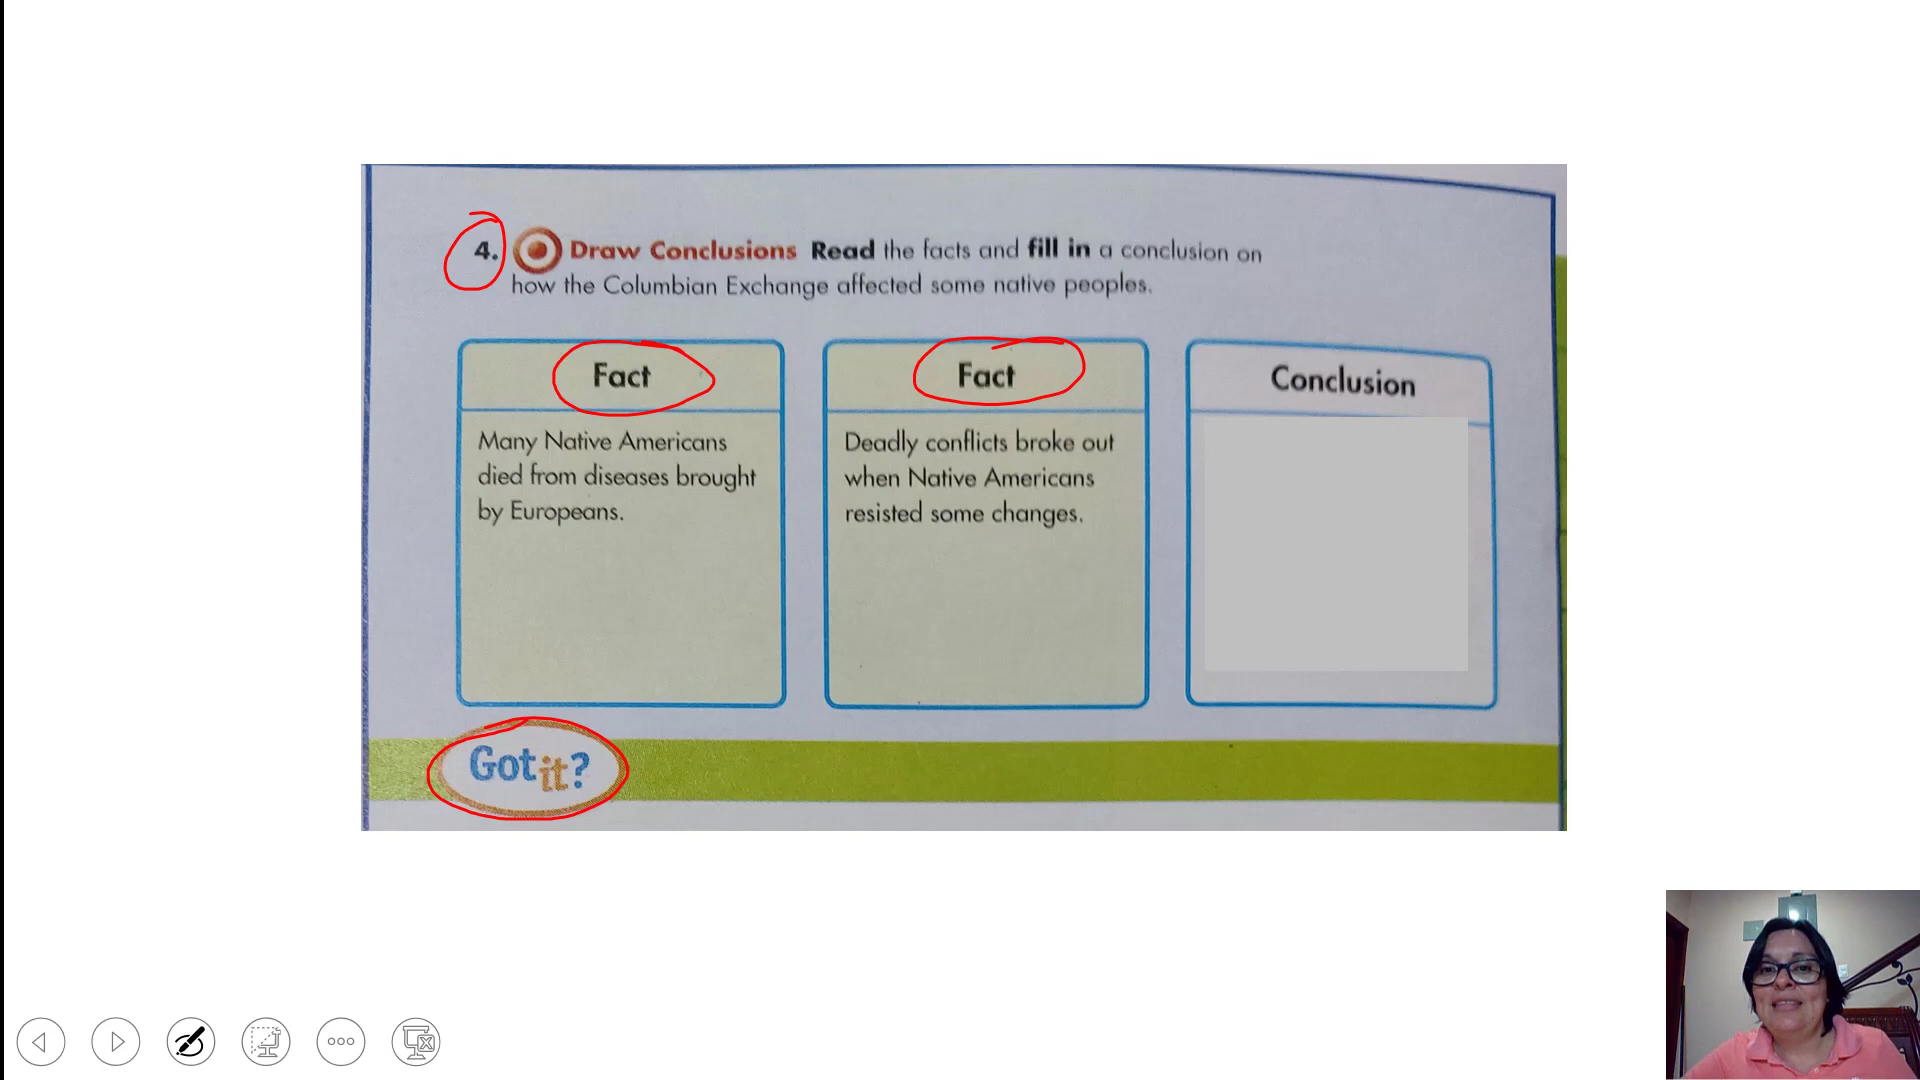 4. Draw Conclusions Read the facts and fill in a conclusion on
how the Columbian Exchange affected some native peoples.
Fact
Many Native Americans
died from diseases brought
by Europeans.
Fact
Deadly conflicts broke out
when Native Americans
resisted some changes.
Conclusion
Got it?